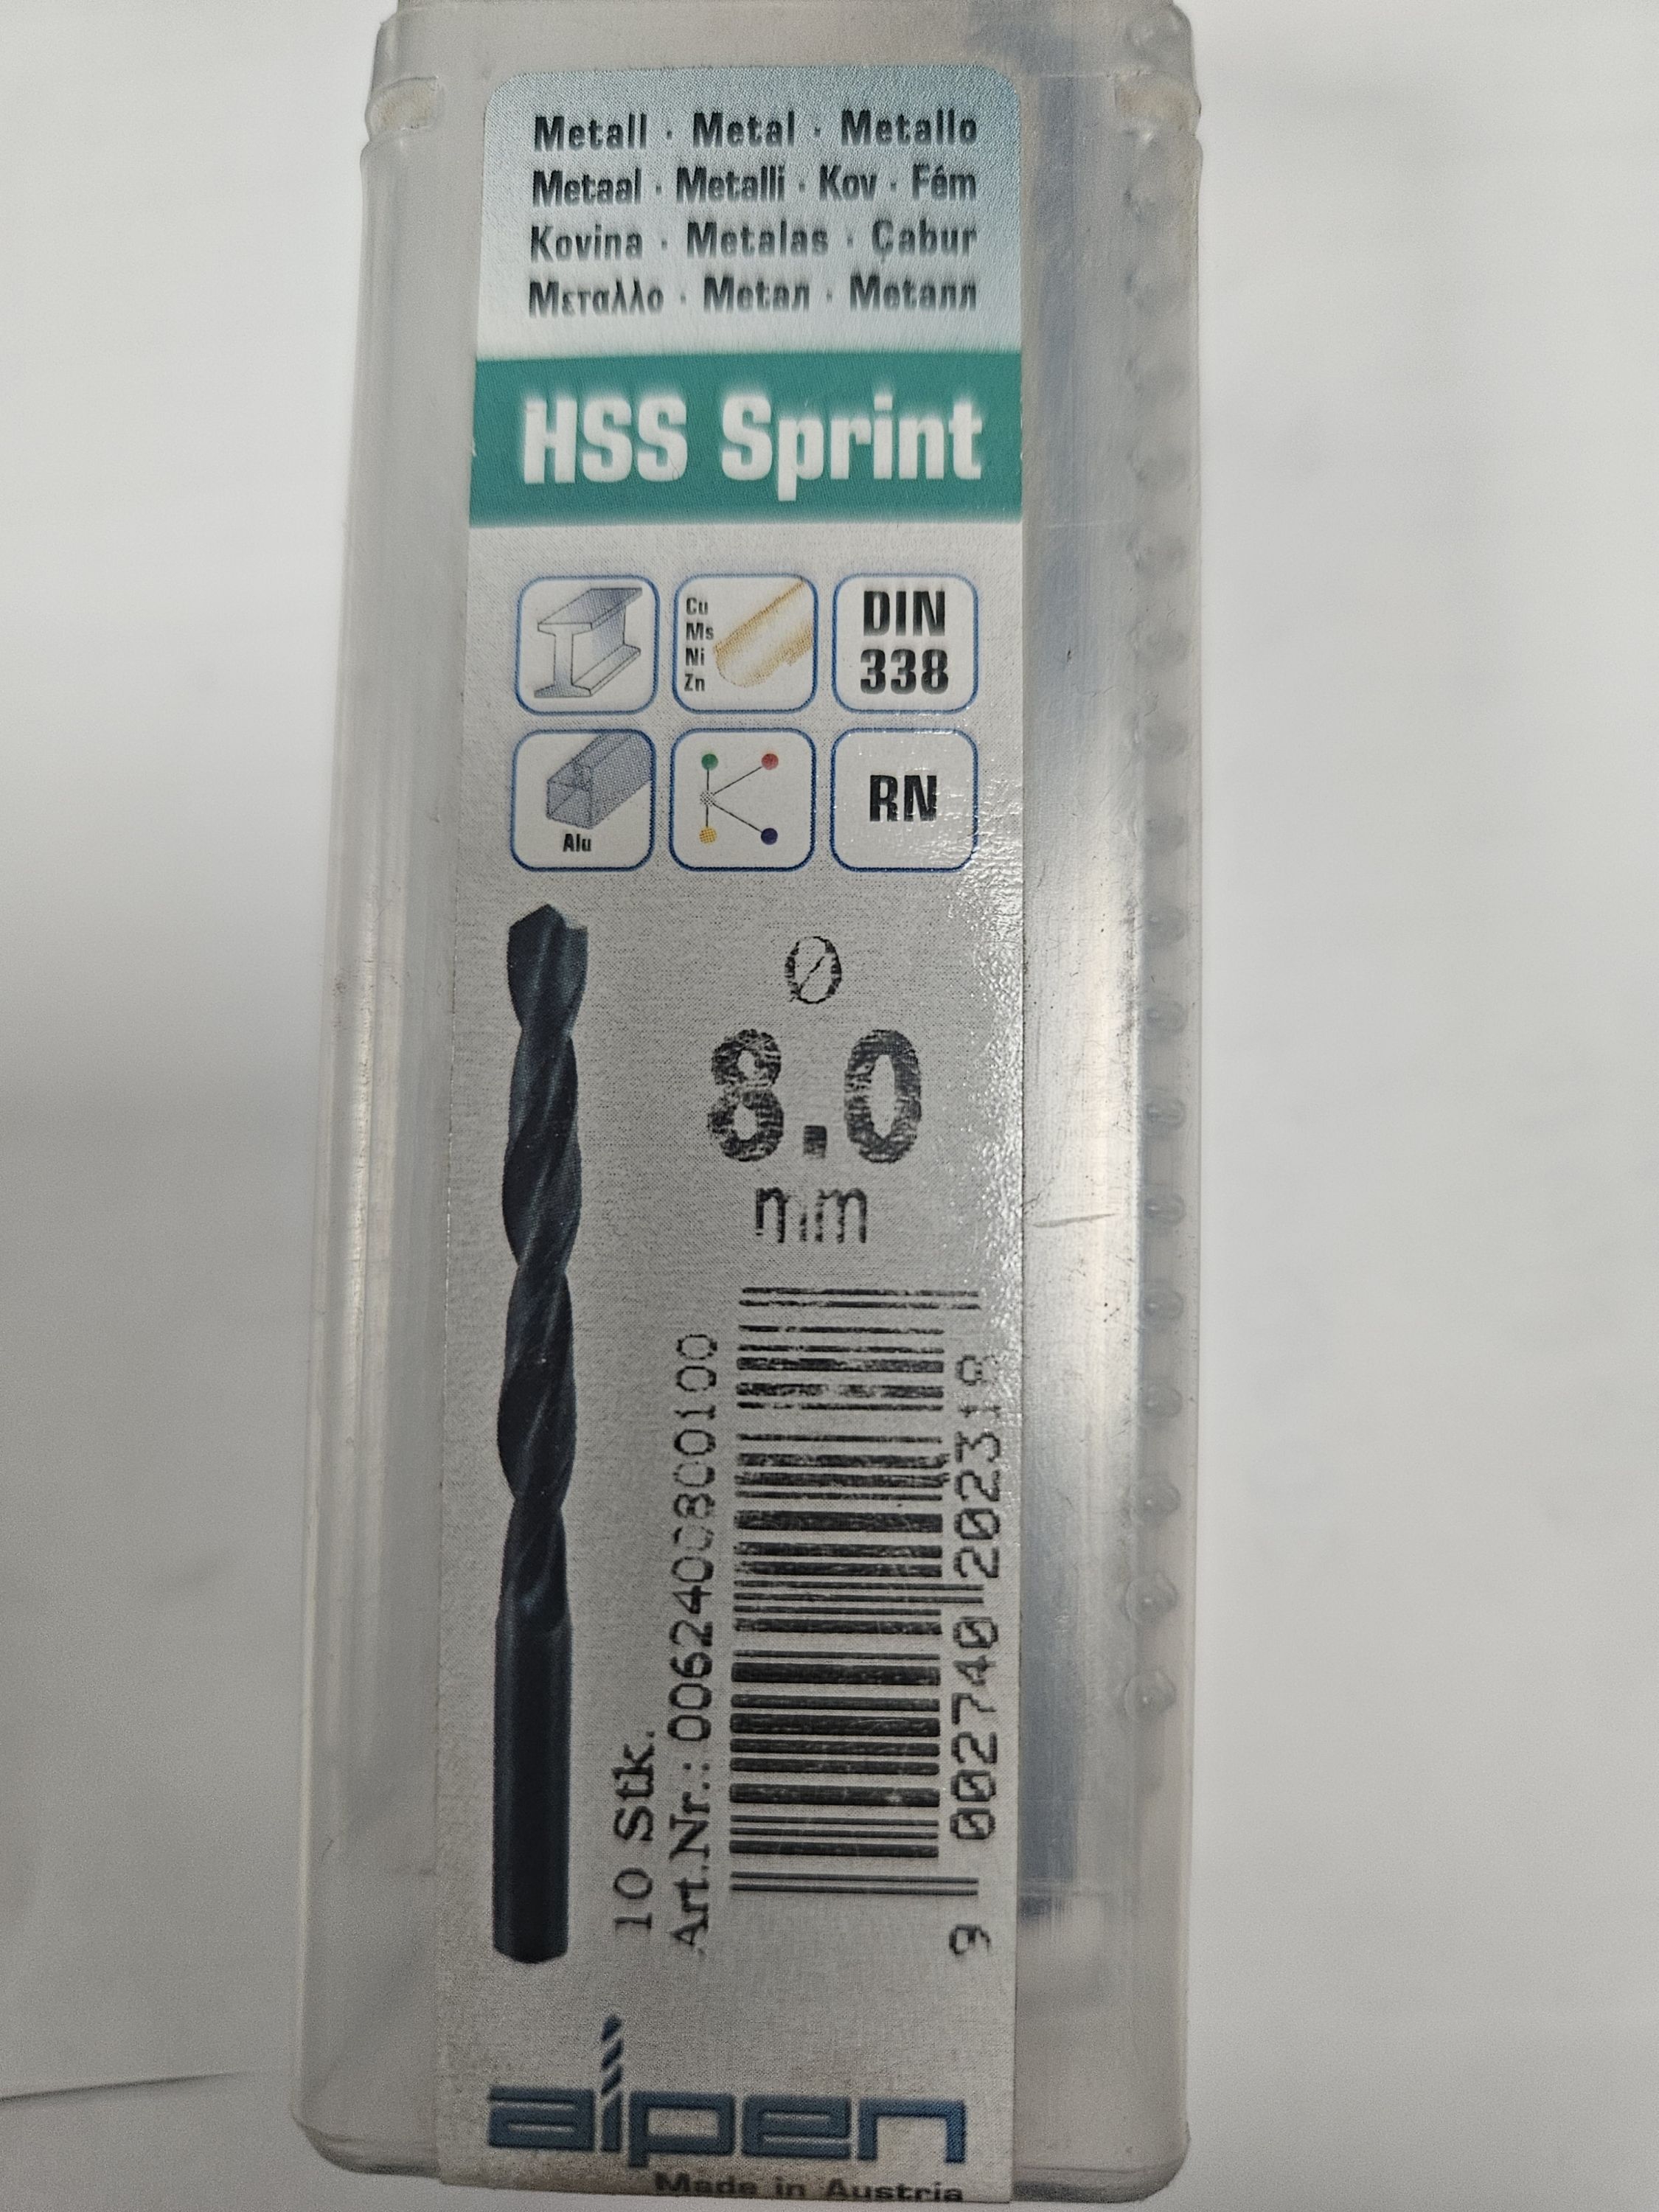 Metall · Metal · Metallo
Metaal · Metalli · Kov · Fém
Kovina · Metalas · Çabur
Μεταλλο · Метал · Металл
HSS Sprint
Cu
Ms
Ni
Zn
DIN
338
Alu
RN
Ø
8.0
mm
10 Stk.
Art.Nr.: 0062400800100
9 002740 202319
alpen
Made in Austria